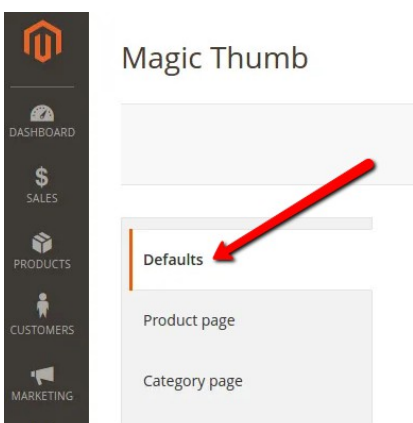 Magic Thumb
DASHBOARD
$
SALES
PRODUCTS
CUSTOMERS
MARKETING
Defaults
Product page
Category page